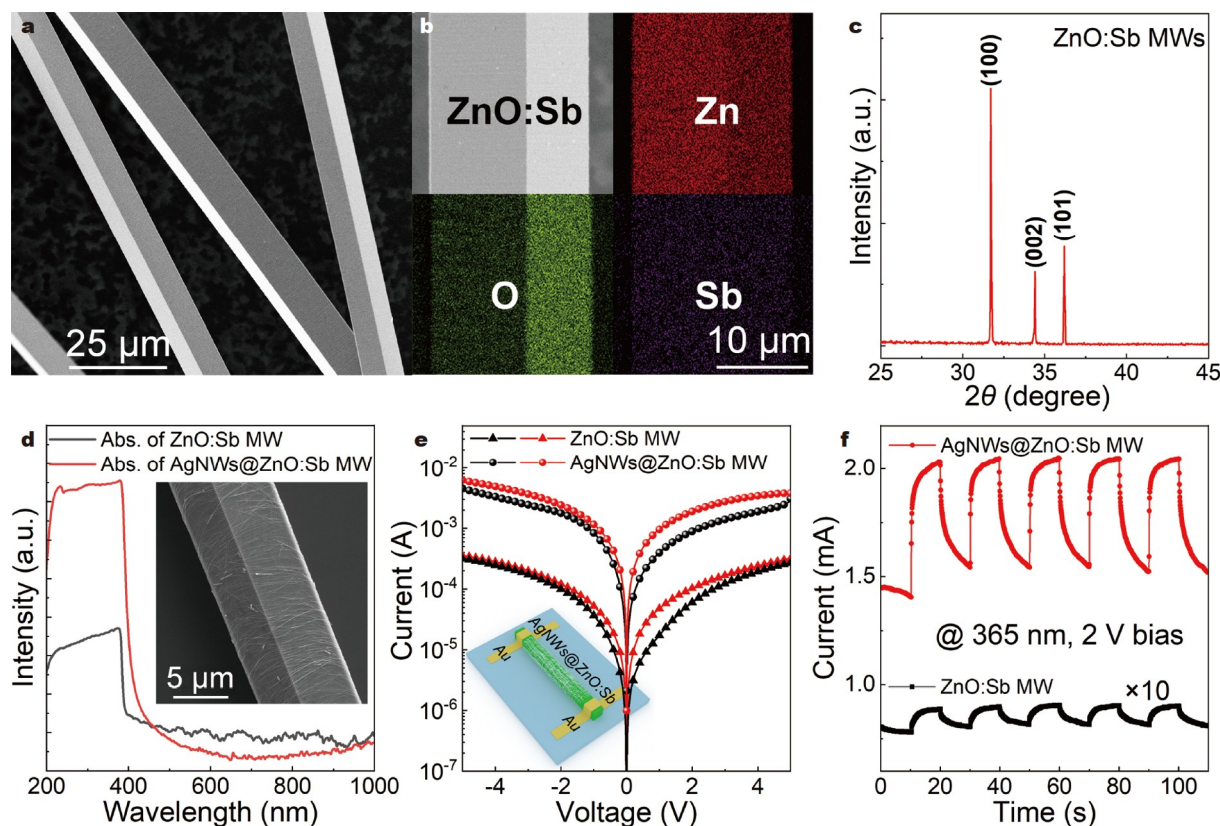 a
25 μm
b
ZnO:Sb
Zn
O
Sb
10 μm
c
ZnO:Sb MWs
(100)
(002)
(101)
Intensity (a.u.)
25 30 35 40 45
2θ (degree)
d
Abs. of ZnO:Sb MW
Abs. of AgNWs@ZnO:Sb MW
5 μm
Intensity (a.u.)
200 400 600 800 1000
Wavelength (nm)
e
ZnO:Sb MW
AgNWs@ZnO:Sb MW
10⁻²
10⁻³
10⁻⁴
10⁻⁵
10⁻⁶
10⁻⁷
Current (A)
AgNWs@ZnO:Sb
Au
Au
-4 -2 0 2 4
Voltage (V)
f
AgNWs@ZnO:Sb MW
2.0
1.5
1.0
Current (mA)
@ 365 nm, 2 V bias
ZnO:Sb MW
×10
0 20 40 60 80 100
Time (s)